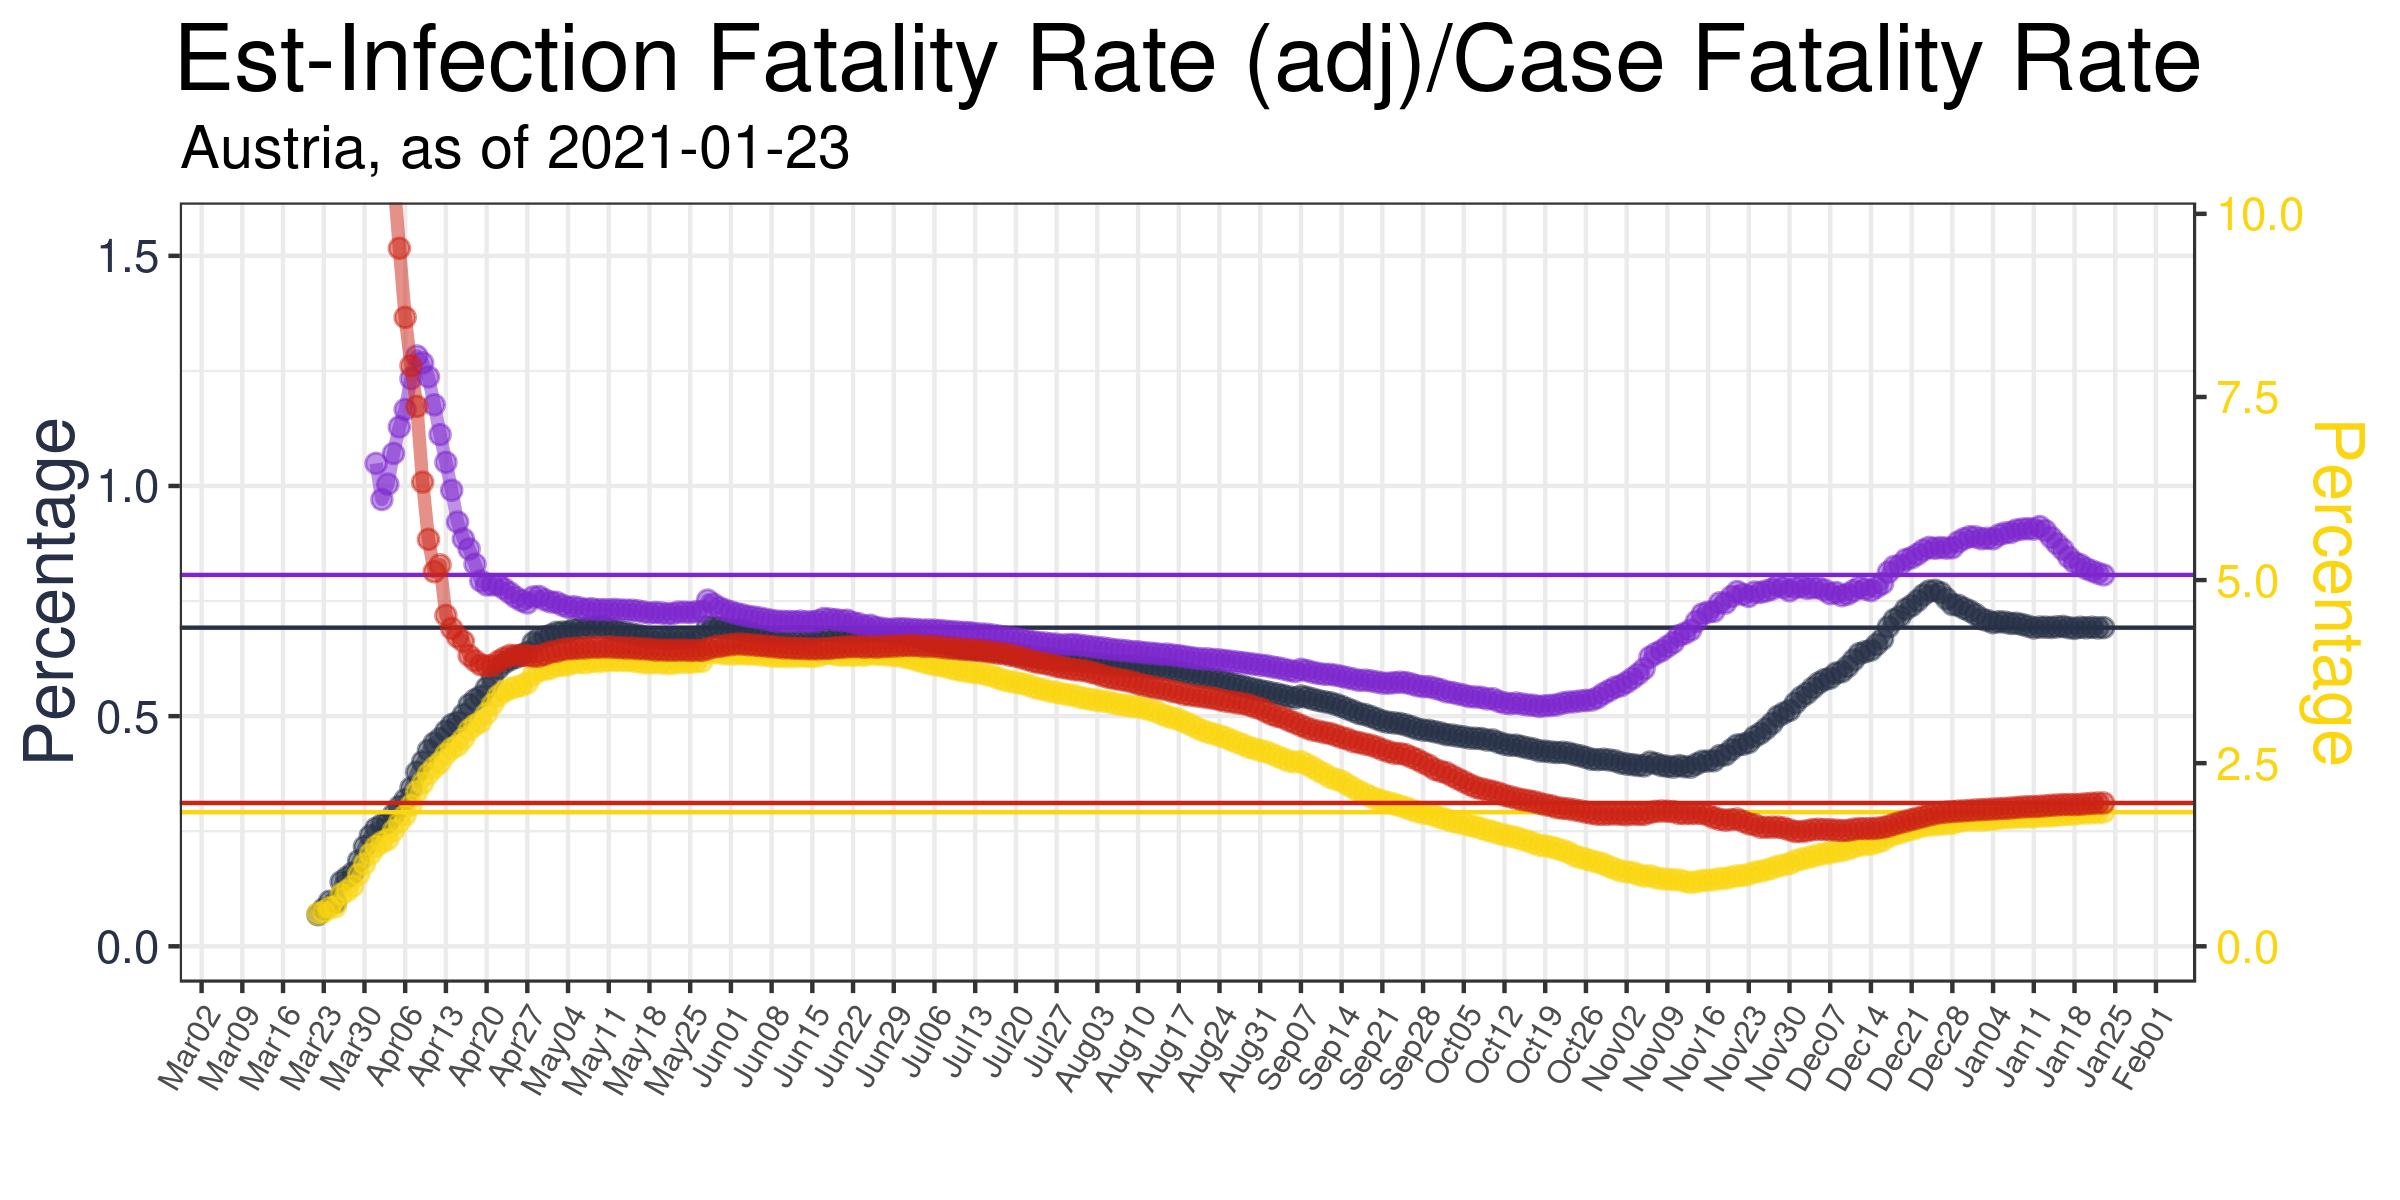 Est-Infection Fatality Rate (adj)/Case Fatality Rate
Austria, as of 2021-01-23
Percentage
1.5
1.0
0.5
0.0
10.0
7.5
5.0
2.5
0.0
Percentage
Mar02
Mar09
Mar16
Mar23
Mar30
Apr06
Apr13
Apr20
Apr27
May04
May11
May18
May25
Jun01
Jun08
Jun15
Jun22
Jun29
Jul06
Jul13
Jul20
Jul27
Aug03
Aug10
Aug17
Aug24
Aug31
Sep07
Sep14
Sep21
Sep28
Oct05
Oct12
Oct19
Oct26
Nov02
Nov09
Nov16
Nov23
Nov30
Dec07
Dec14
Dec21
Dec28
Jan04
Jan11
Jan18
Jan25
Feb01